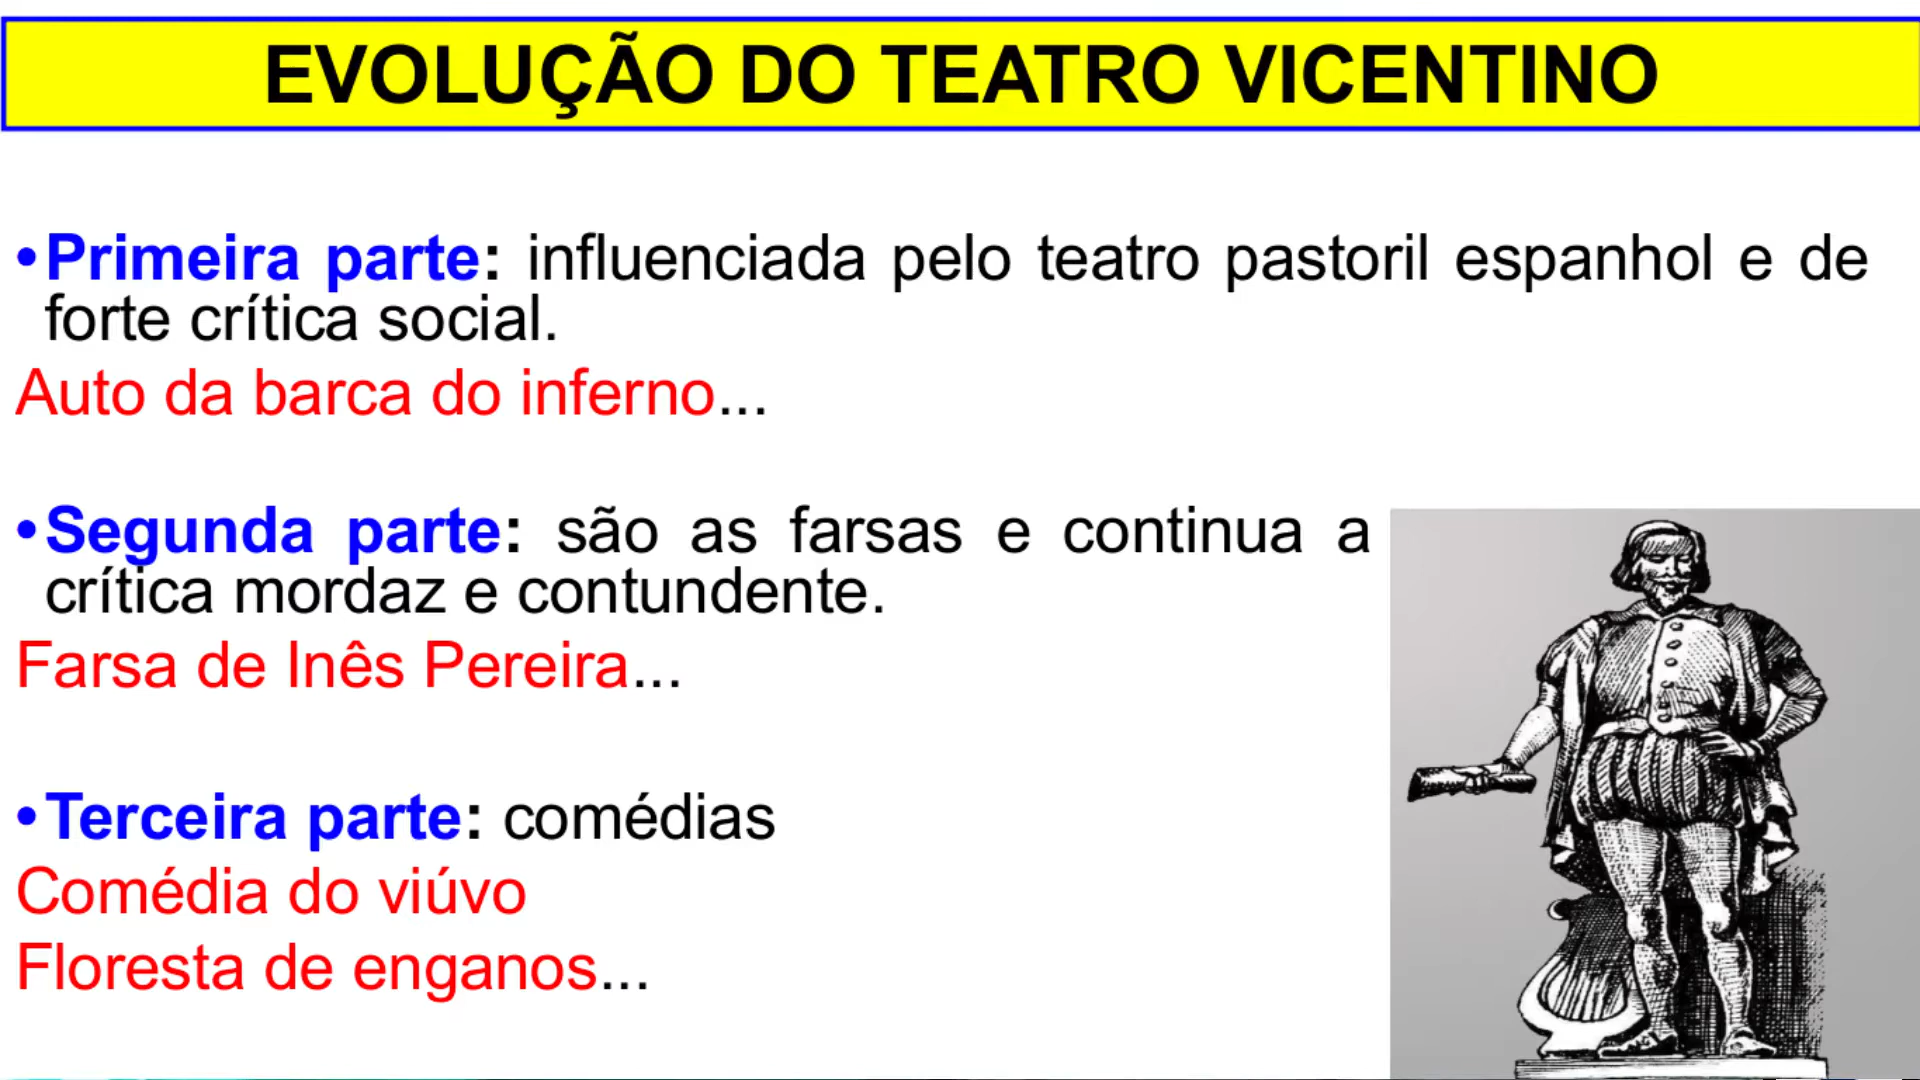 EVOLUÇÃO DO TEATRO VICENTINO
•Primeira parte: influenciada pelo teatro pastoril espanhol e de
forte crítica social.
Auto da barca do inferno...
•Segunda parte: são as farsas e continua a
crítica mordaz e contundente.
Farsa de Inês Pereira...
•Terceira parte: comédias
Comédia do viúvo
Floresta de enganos...